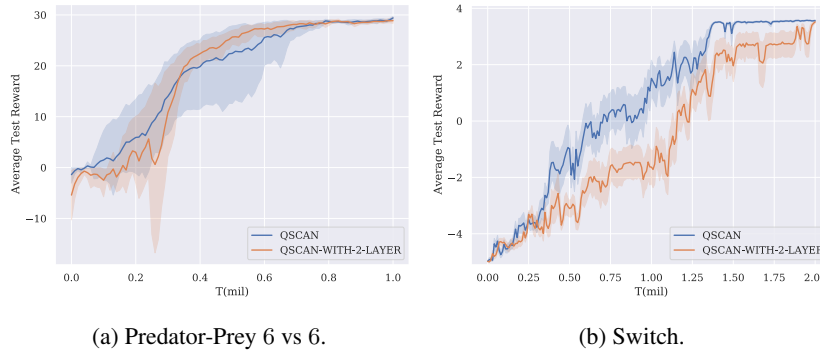 30
20
10
0
−10
Average Test Reward
0.0 0.2 0.4 0.6 0.8 1.0
T(mil)
QSCAN
QSCAN-WITH-2-LAYER
(a) Predator-Prey 6 vs 6.
4
2
0
−2
−4
Average Test Reward
0.00 0.25 0.50 0.75 1.00 1.25 1.50 1.75 2.0
T(mil)
QSCAN
QSCAN-WITH-2-LAYER
(b) Switch.